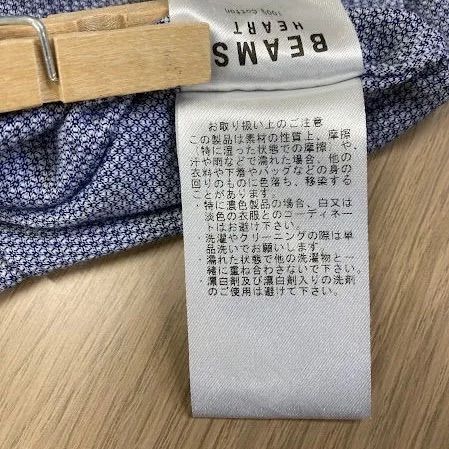 BEAMS
HEART
100% cotton
お取り扱い上のご注意
この製品は素材の性質上、摩擦
(特に湿った状態での摩擦)や、
汗や雨などで濡れた場合、他の
衣料や下着やバッグなどの身の
回りのものに色落ち、移染する
ことがあります。
・特に濃色製品の場合、白又は
淡色の衣服とのコーディネー
トはお避け下さい。
・洗濯やクリーニングの際は単
品洗いでお願いします。
・濡れた状態で他の洗濯物と一
緒に重ね合わさないで下さい。
・漂白剤及び漂白剤入りの洗剤
のご使用は避けて下さい。